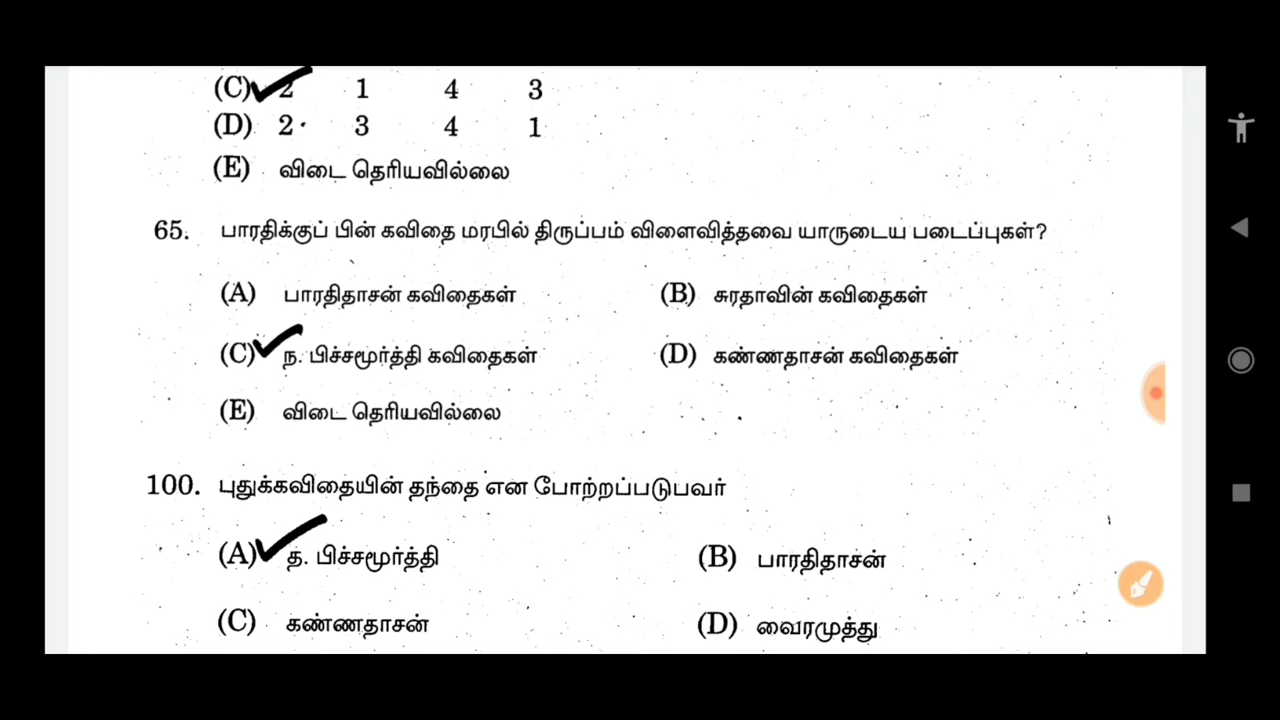 (C) 2 1 4 3
(D) 2 3 4 1
(E) விடை தெரியவில்லை
65. பாரதிக்குப் பின் கவிதை மரபில் திருப்பம் விளைவித்தவை யாருடைய படைப்புகள்?
(A) பாரதிதாசன் கவிதைகள் (B) சுரதாவின் கவிதைகள்
(C) ந. பிச்சமூர்த்தி கவிதைகள் (D) கண்ணதாசன் கவிதைகள்
(E) விடை தெரியவில்லை
100. புதுக்கவிதையின் தந்தை என போற்றப்படுபவர்
(A) த. பிச்சமூர்த்தி (B) பாரதிதாசன்
(C) கண்ணதாசன் (D) வைரமுத்து